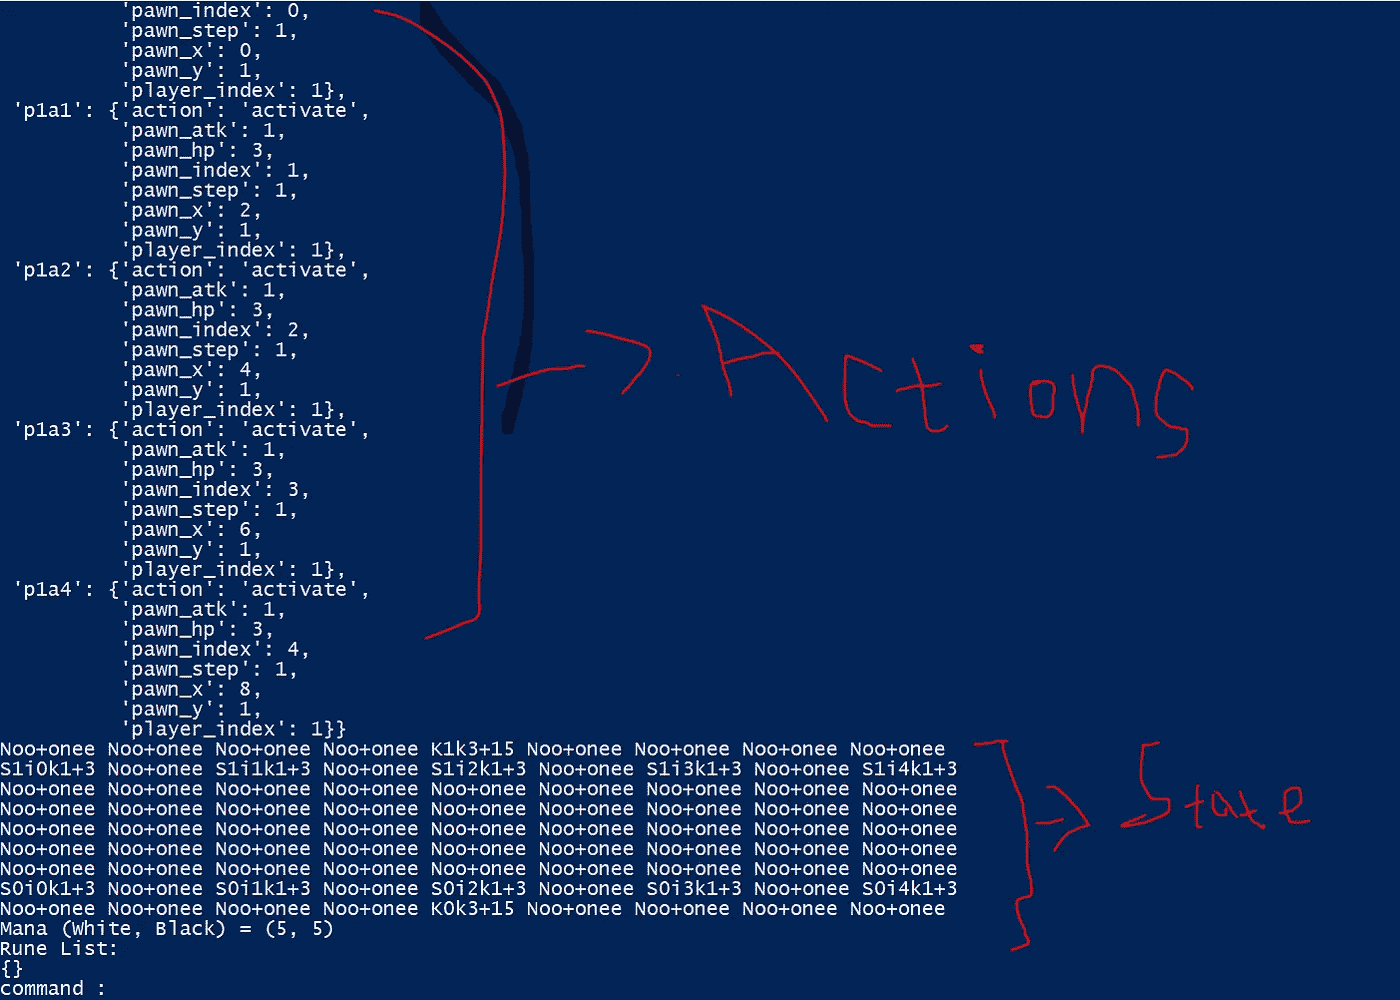 'pawn_index': 0,
'pawn_step': 1,
'pawn_x': 0,
'pawn_y': 1,
'player_index': 1},
'p1a1': {'action': 'activate',
'pawn_atk': 1,
'pawn_hp': 3,
'pawn_index': 1,
'pawn_step': 1,
'pawn_x': 2,
'pawn_y': 1,
'player_index': 1},
'p1a2': {'action': 'activate',
'pawn_atk': 1,
'pawn_hp': 3,
'pawn_index': 2,
'pawn_step': 1,
'pawn_x': 4,
'pawn_y': 1,
'player_index': 1},
'p1a3': {'action': 'activate',
'pawn_atk': 1,
'pawn_hp': 3,
'pawn_index': 3,
'pawn_step': 1,
'pawn_x': 6,
'pawn_y': 1,
'player_index': 1},
'p1a4': {'action': 'activate',
'pawn_atk': 1,
'pawn_hp': 3,
'pawn_index': 4,
'pawn_step': 1,
'pawn_x': 8,
'pawn_y': 1,
'player_index': 1}}
Actions
Noo+onee Noo+onee Noo+onee Noo+onee K1k3+15 Noo+onee Noo+onee Noo+onee Noo+onee
S1i0k1+3 Noo+onee S1i1k1+3 Noo+onee S1i2k1+3 Noo+onee S1i3k1+3 Noo+onee S1i4k1+3
Noo+onee Noo+onee Noo+onee Noo+onee Noo+onee Noo+onee Noo+onee Noo+onee Noo+onee
Noo+onee Noo+onee Noo+onee Noo+onee Noo+onee Noo+onee Noo+onee Noo+onee Noo+onee
Noo+onee Noo+onee Noo+onee Noo+onee Noo+onee Noo+onee Noo+onee Noo+onee Noo+onee
Noo+onee Noo+onee Noo+onee Noo+onee Noo+onee Noo+onee Noo+onee Noo+onee Noo+onee
Noo+onee Noo+onee Noo+onee Noo+onee Noo+onee Noo+onee Noo+onee Noo+onee Noo+onee
S0i0k1+3 Noo+onee S0i1k1+3 Noo+onee S0i2k1+3 Noo+onee S0i3k1+3 Noo+onee S0i4k1+3
Noo+onee Noo+onee Noo+onee Noo+onee K0k3+15 Noo+onee Noo+onee Noo+onee Noo+onee
State
Mana (White, Black) = (5, 5)
Rune List:
{}
command :